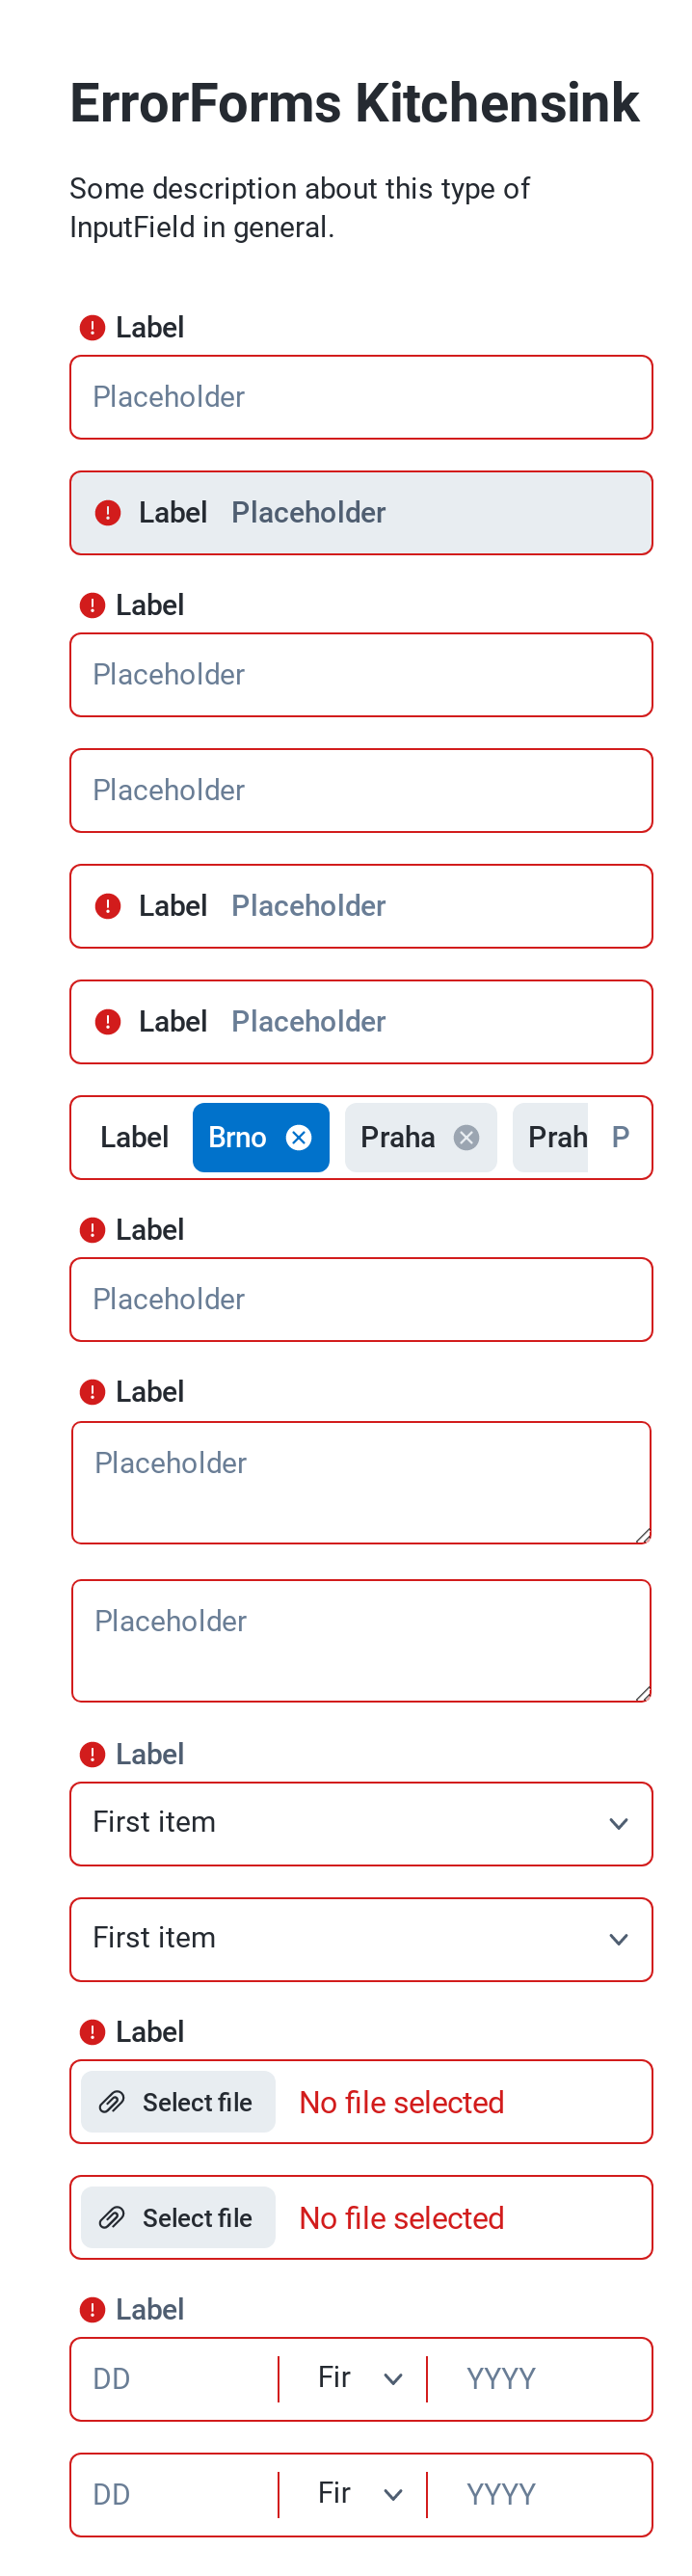 ErrorForms Kitchensink
Some description about this type of
InputField in general.
Label
Placeholder
Label Placeholder
Label
Placeholder
Placeholder
Label Placeholder
Label Placeholder
Label Brno Praha Prah P
Label
Placeholder
Label
Placeholder
Placeholder
Label
First item
First item
Label
Select file No file selected
Select file No file selected
Label
DD Fir YYYY
DD Fir YYYY